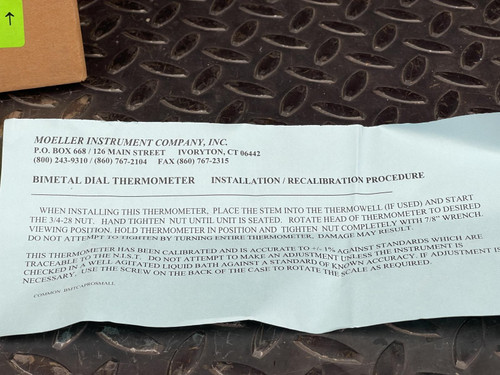 MOELLER INSTRUMENT COMPANY, INC.
P.O. BOX 668 / 126 MAIN STREET IVORYTON, CT 06442
(800) 243-9310 / (860) 767-2104 FAX (860) 767-2315
BIMETAL DIAL THERMOMETER INSTALLATION / RECALIBRATION PROCEDURE
WHEN INSTALLING THIS THERMOMETER, PLACE THE STEM INTO THE THERMOWELL (IF USED) AND START
THE 3/4-28 NUT. HAND TIGHTEN NUT UNTIL UNIT IS SEATED. ROTATE HEAD OF THERMOMETER TO DESIRED
VIEWING POSITION. HOLD THERMOMETER IN POSITION AND TIGHTEN NUT COMPLETELY WITH 7/8" WRENCH.
DO NOT ATTEMPT TO TIGHTEN BY TURNING ENTIRE THERMOMETER, DAMAGE MAY RESULT.
THIS THERMOMETER HAS BEEN CALIBRATED AND IS ACCURATE TO +/- 1% AGAINST STANDARDS WHICH ARE
TRACEABLE TO THE N.I.S.T. DO NOT ATTEMPT TO MAKE AN ADJUSTMENT UNLESS THE INSTRUMENT IS
CHECKED IN A WELL AGITATED LIQUID BATH AGAINST A STANDARD OF KNOWN ACCURACY. IF ADJUSTMENT IS
NECESSARY, USE THE SCREW ON THE BACK OF THE CASE TO ROTATE THE SCALE AS REQUIRED.
COMMON: